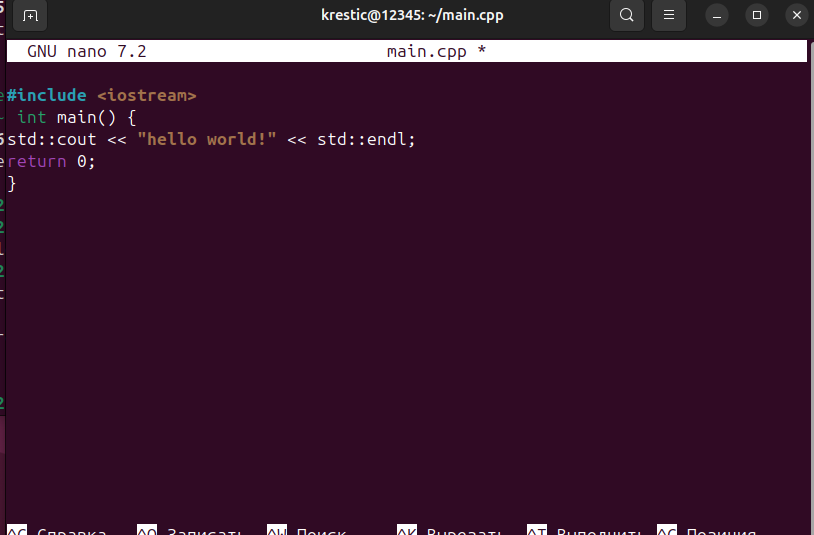 krestic@12345: ~/main.cpp
GNU nano 7.2 main.cpp *
#include <iostream>
int main() {
std::cout << "hello world!" << std::endl;
return 0;
}
^G Справка ^O Записать ^W Поиск ^K Вырезать ^T Выполнить ^C Позиция